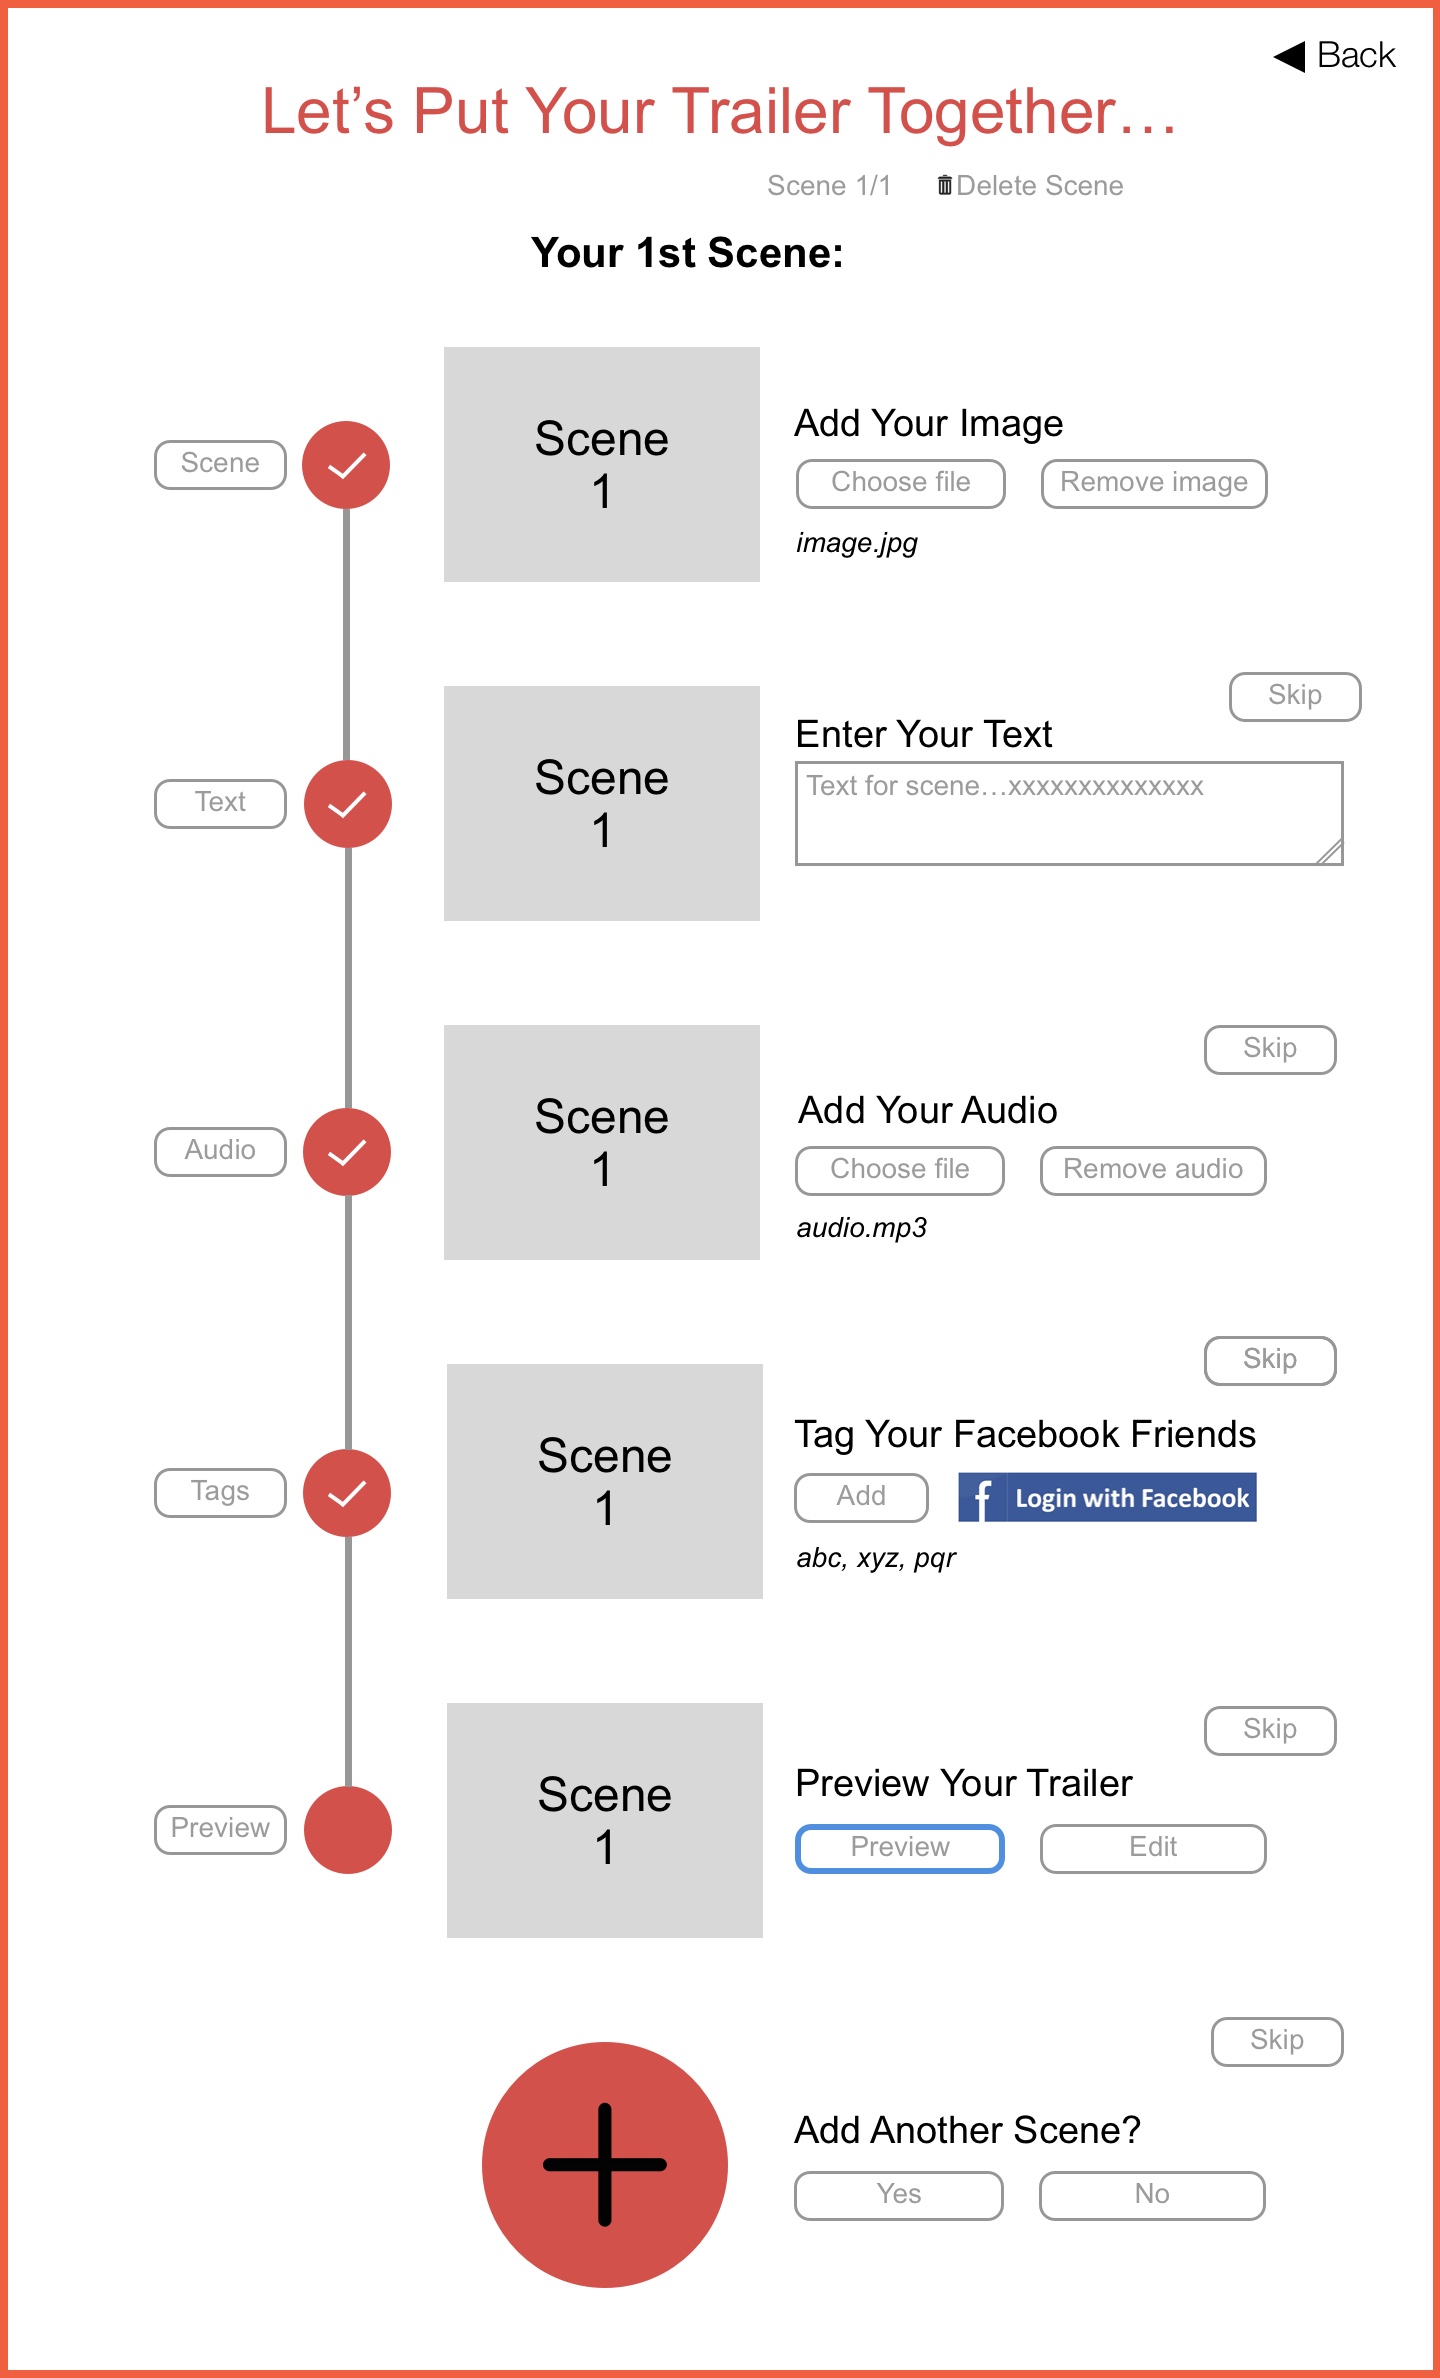 Back
Let's Put Your Trailer Together…
Scene 1/1 Delete Scene
Your 1st Scene:
Scene
Scene
1
Add Your Image
Choose file Remove image
image.jpg
Skip
Text
Scene
1
Enter Your Text
Text for scene…xxxxxxxxxxxxxx
Skip
Audio
Scene
1
Add Your Audio
Choose file Remove audio
audio.mp3
Skip
Tags
Scene
1
Tag Your Facebook Friends
Add f Login with Facebook
abc, xyz, pqr
Skip
Preview
Scene
1
Preview Your Trailer
Preview Edit
Skip
Add Another Scene?
Yes No